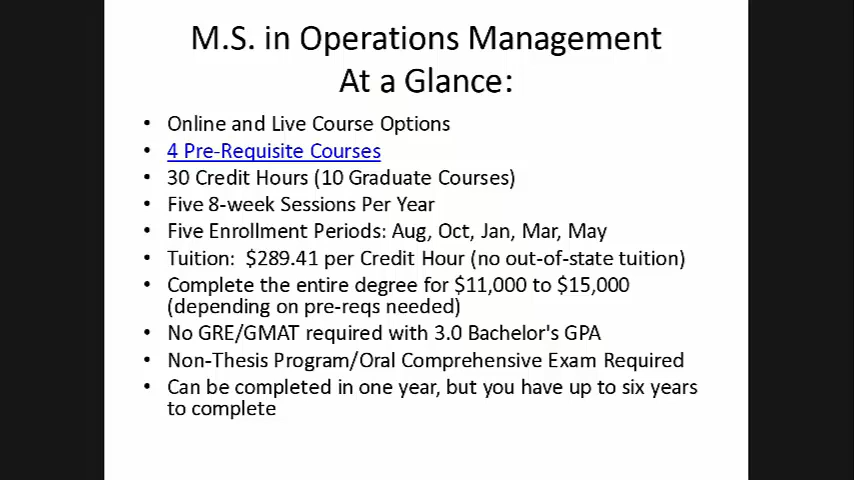 M.S. in Operations Management
At a Glance:
• Online and Live Course Options
• 4 Pre-Requisite Courses
• 30 Credit Hours (10 Graduate Courses)
• Five 8-week Sessions Per Year
• Five Enrollment Periods: Aug, Oct, Jan, Mar, May
• Tuition: $289.41 per Credit Hour (no out-of-state tuition)
• Complete the entire degree for $11,000 to $15,000
(depending on pre-reqs needed)
• No GRE/GMAT required with 3.0 Bachelor's GPA
• Non-Thesis Program/Oral Comprehensive Exam Required
• Can be completed in one year, but you have up to six years
to complete